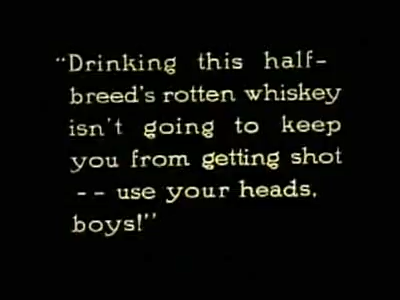 "Drinking this half-
breed's rotten whiskey
isn't going to keep
you from getting shot
-- use your heads,
boys!"